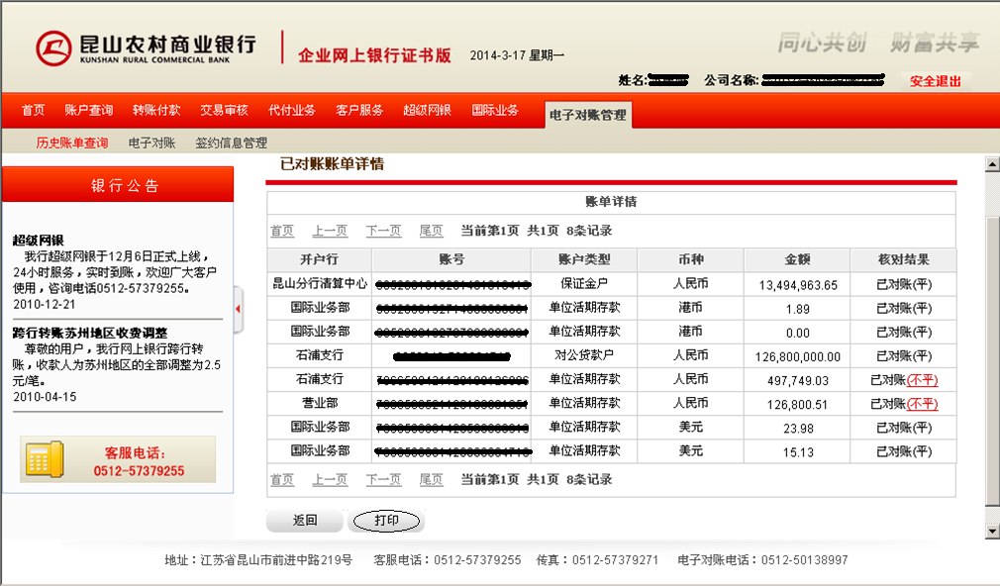 昆山农村商业银行
KUNSHAN RURAL COMMERCIAL BANK
企业网上银行证书版
2014-3-17 星期一
同心共创 财富共享
姓名: 公司名称: 安全退出
首页 账户查询 转账付款 交易审核 代付业务 客户服务 超级网银 国际业务 电子对账管理
历史账单查询 电子对账 签约信息管理
银行公告
超级网银
我行超级网银于12月6日正式上线，
24小时服务，实时到账，欢迎广大客户
使用，咨询电话0512-57379255。
2010-12-21
跨行转账苏州地区收费调整
尊敬的用户，我行网上银行跨行转
账，收款人为苏州地区的全部调整为2.5
元/笔。
2010-04-15
客服电话:
0512-57379255
已对账账单详情
账单详情
首页 上一页 下一页 尾页 当前第1页 共1页 8条记录
开户行 账号 账户类型 币种 金额 核对结果
昆山分行清算中心 保证金户 人民币 13,494,963.65 已对账(平)
国际业务部 单位活期存款 港币 1.89 已对账(平)
国际业务部 单位活期存款 港币 0.00 已对账(平)
石浦支行 对公贷款户 人民币 126,800,000.00 已对账(平)
石浦支行 单位活期存款 人民币 497,749.03 已对账(不平)
营业部 单位活期存款 人民币 126,800.51 已对账(不平)
国际业务部 单位活期存款 美元 23.98 已对账(平)
国际业务部 单位活期存款 美元 15.13 已对账(平)
首页 上一页 下一页 尾页 当前第1页 共1页 8条记录
返回 打印
地址：江苏省昆山市前进中路219号 客服电话：0512-57379255 传真：0512-57379271 电子对账电话：0512-50138997